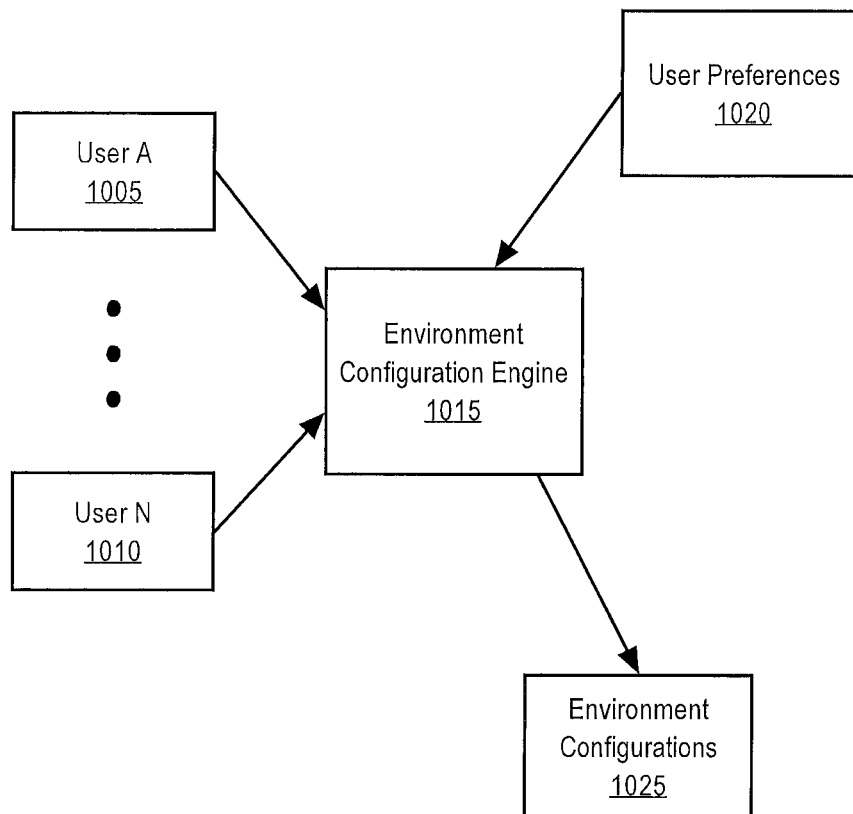 User Preferences
1020
User A
1005
Environment
Configuration Engine
1015
User N
1010
Environment
Configurations
1025